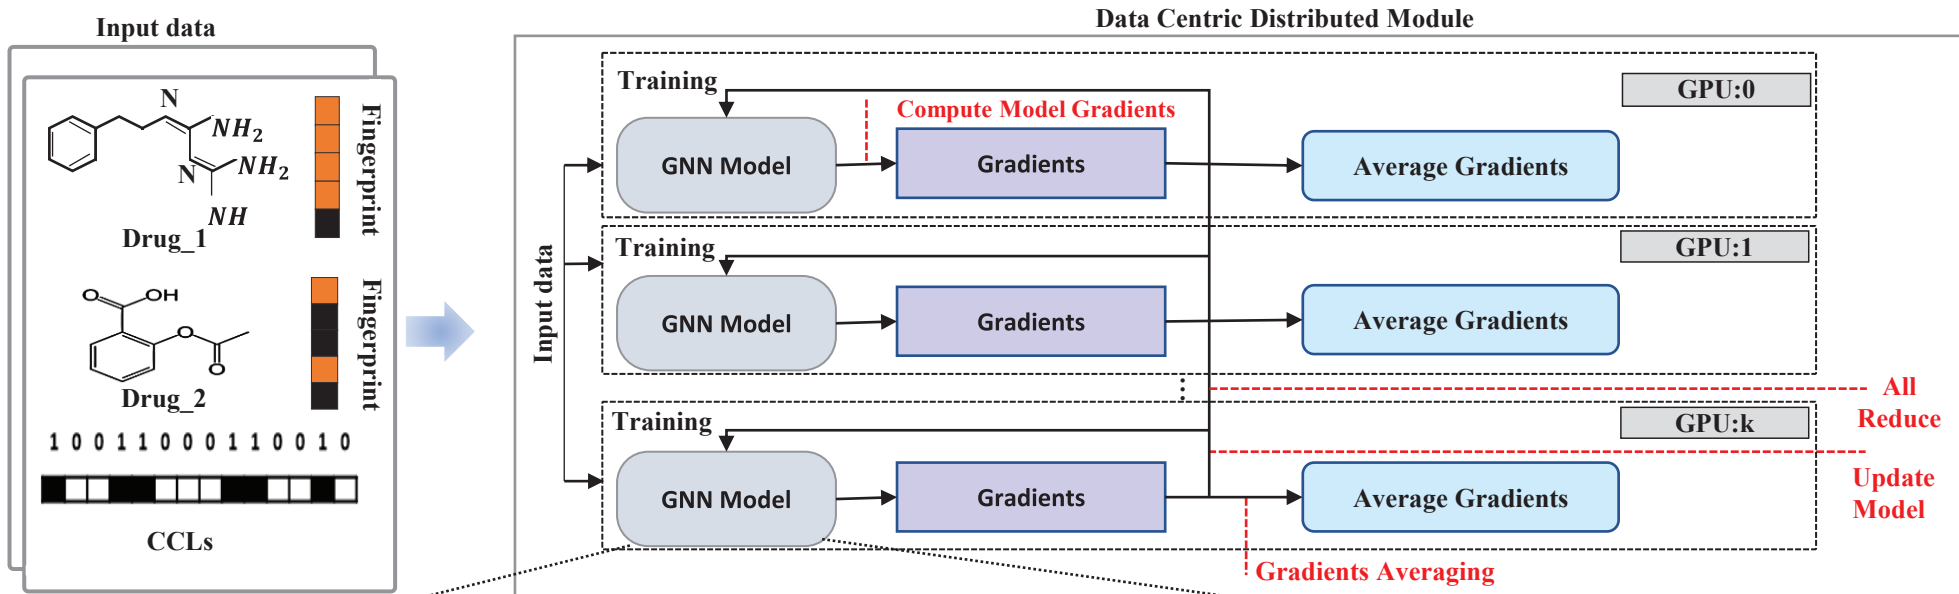 Input data
N
NH2
N
NH2
NH
Drug_1
Fingerprint
OH
O
O
O
Drug_2
Fingerprint
1 0 0 1 1 0 0 0 1 1 0 0 1 0
CCLs
Data Centric Distributed Module
Input data
Training
GPU:0
Compute Model Gradients
GNN Model
Gradients
Average Gradients
Training
GPU:1
GNN Model
Gradients
Average Gradients
⋮
All
Reduce
Training
GPU:k
GNN Model
Gradients
Average Gradients
Update
Model
Gradients Averaging